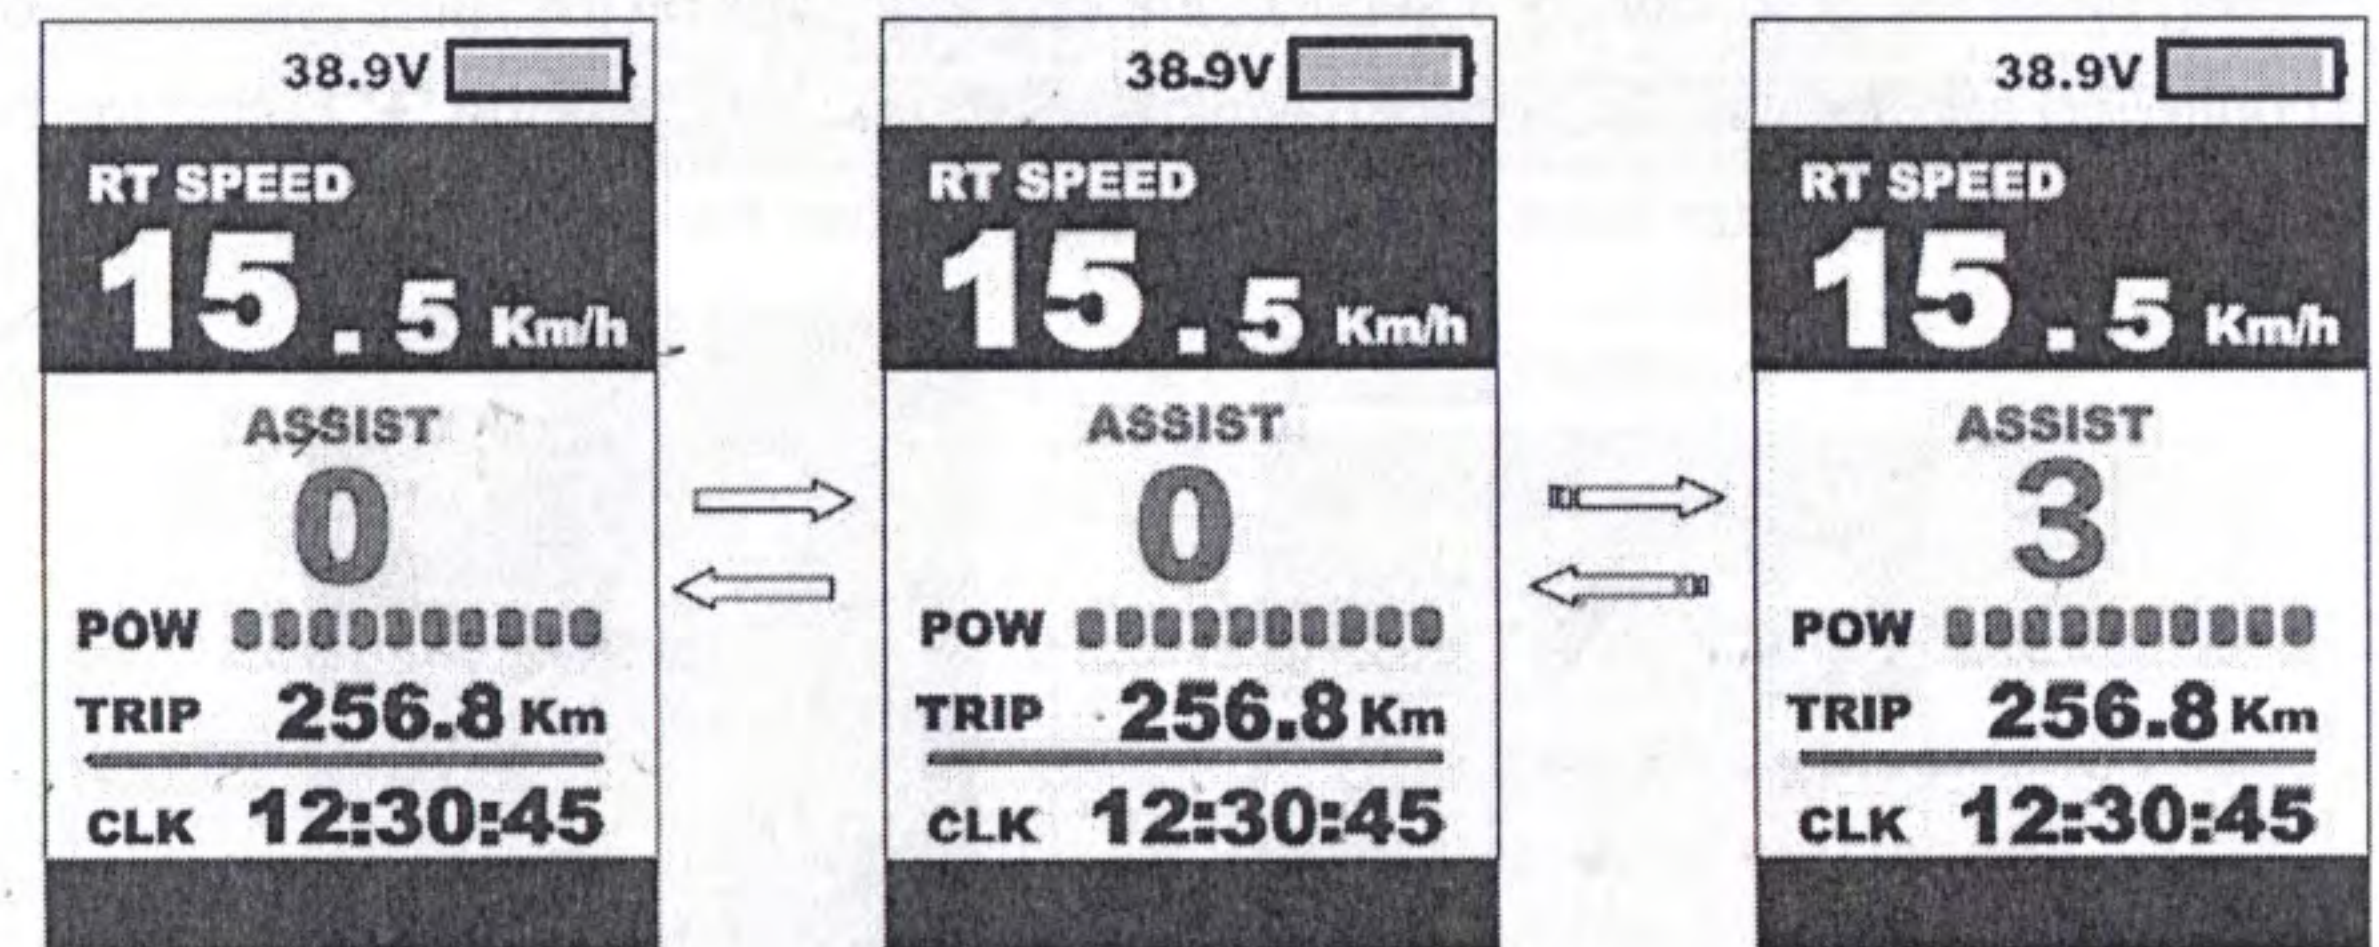 38.9V
RT SPEED
15.5 Km/h
ASSIST
0
POW
TRIP 256.8 Km
CLK 12:30:45
38.9V
RT SPEED
15.5 Km/h
ASSIST
0
POW
TRIP 256.8 Km
CLK 12:30:45
38.9V
RT SPEED
15.5 Km/h
ASSIST
3
POW
TRIP 256.8 Km
CLK 12:30:45